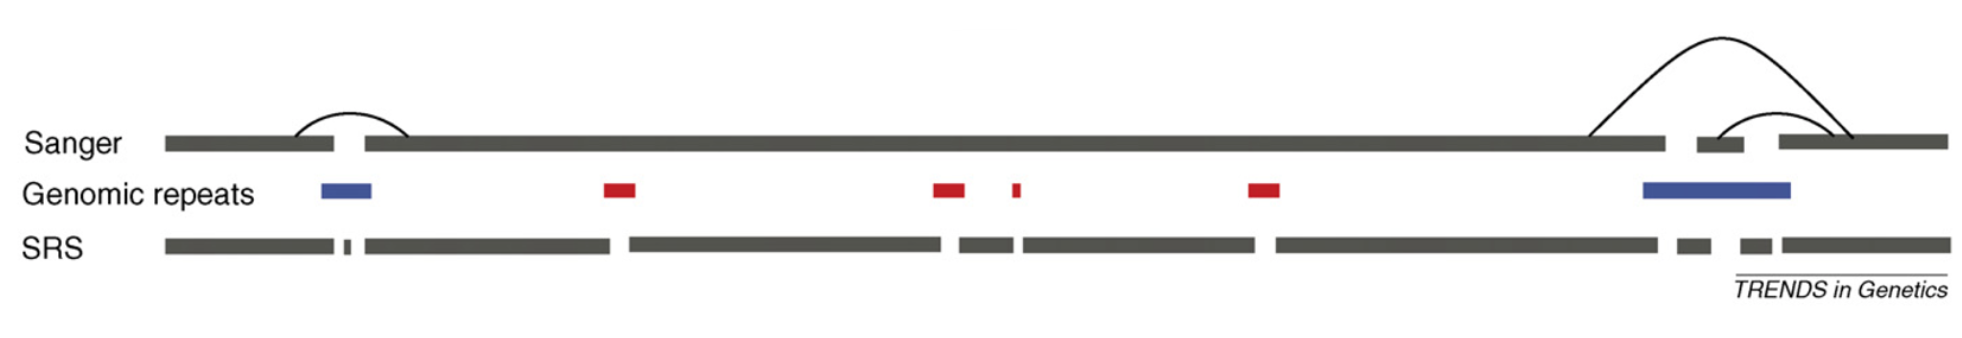 Sanger
Genomic repeats
SRS
TRENDS in Genetics